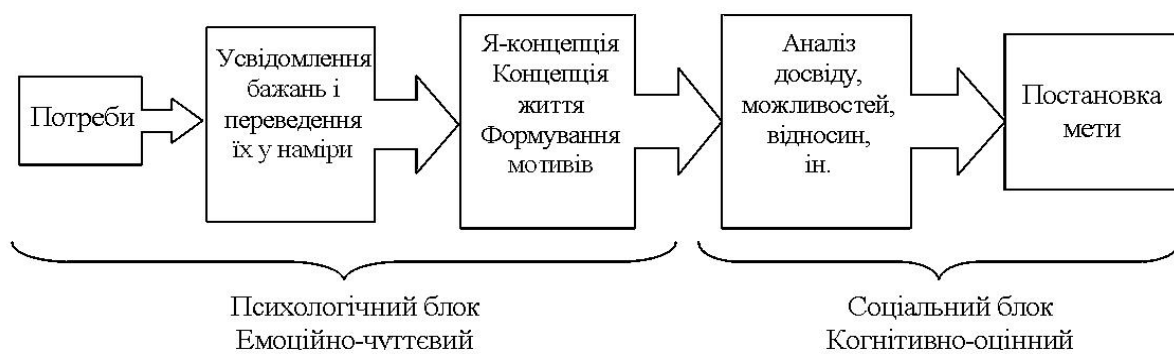 Потреби
Усвідомлення
бажань і
переведення
їх у наміри
Я-концепція
Концепція
життя
Формування
мотивів
Аналіз
досвіду,
можливостей,
відносин,
ін.
Постановка
мети
Психологічний блок
Емоційно-чуттєвий
Соціальний блок
Когнітивно-оцінний